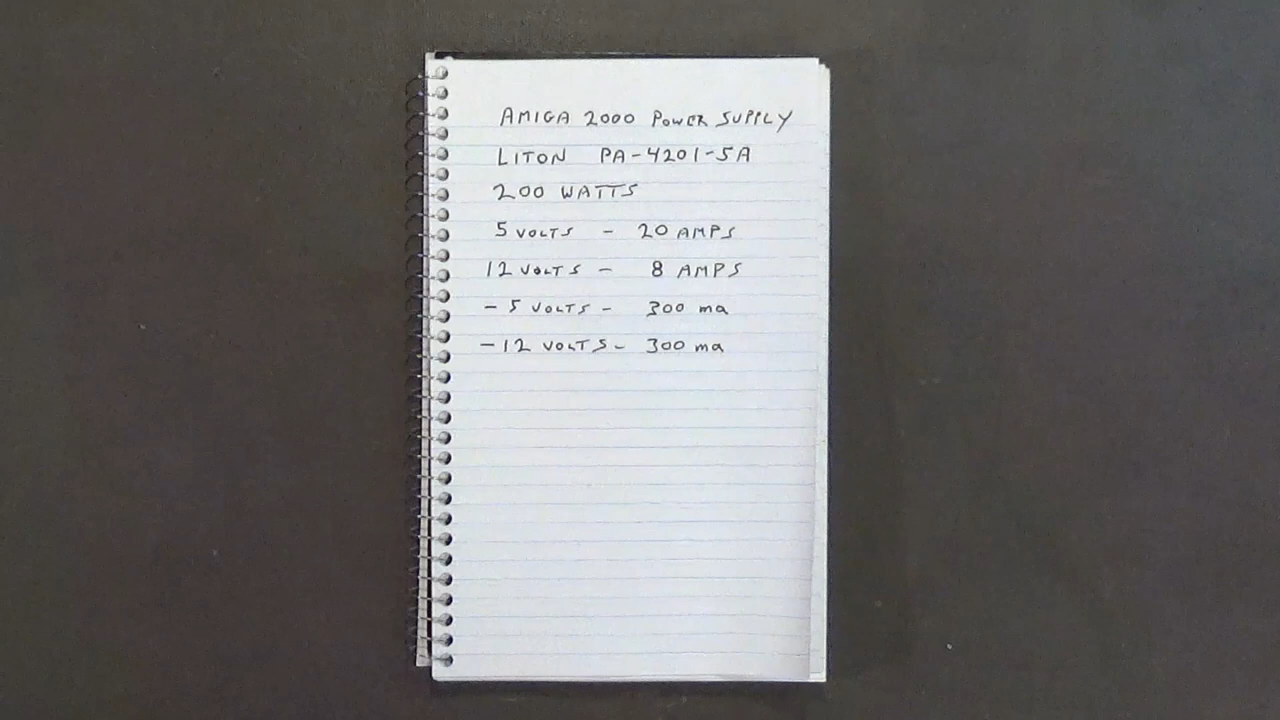 AMIGA 2000 POWER SUPPLY
LITON PA-4201-5A
200 WATTS
5 VOLTS - 20 AMPS
12 VOLTS - 8 AMPS
-5 VOLTS - 300 ma
-12 VOLTS - 300 ma